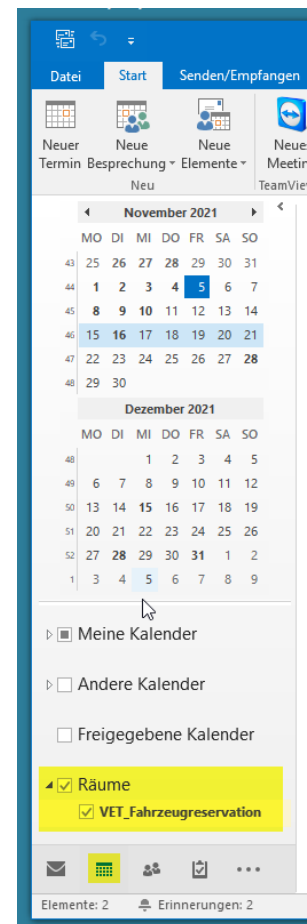 Datei Start Senden/Empfangen
Neuer Termin
Neue Besprechung
Neue Elemente
Neues
Neu
November 2021
MO DI MI DO FR SA SO
43 25 26 27 28 29 30 31
44 1 2 3 4 5 6 7
45 8 9 10 11 12 13 14
46 15 16 17 18 19 20 21
47 22 23 24 25 26 27 28
48 29 30
Dezember 2021
MO DI MI DO FR SA SO
48 1 2 3 4 5
49 6 7 8 9 10 11 12
50 13 14 15 16 17 18 19
51 20 21 22 23 24 25 26
52 27 28 29 30 31 1 2
1 3 4 5 6 7 8 9
Meine Kalender
Andere Kalender
Freigegebene Kalender
Räume
VET_Fahrzeugreservation
Elemente: 2 Erinnerungen: 2